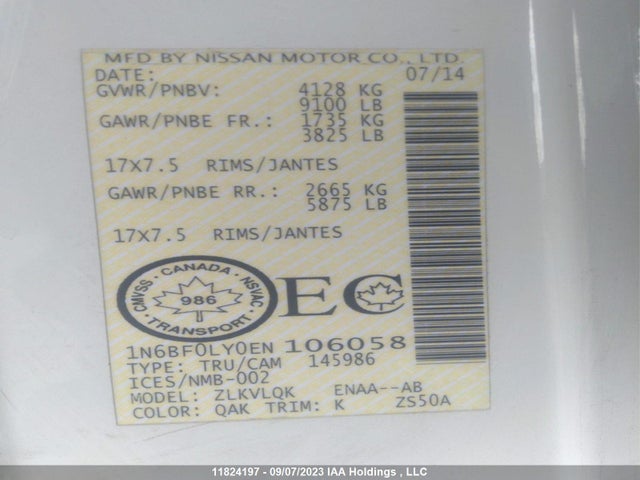 MFD BY NISSAN MOTOR CO., LTD.
DATE: 07/14
GVWR/PNBV: 4128 KG
9100 LB
GAWR/PNBE FR.: 1735 KG
3825 LB
17X7.5 RIMS/JANTES
GAWR/PNBE RR.: 2665 KG
5875 LB
17X7.5 RIMS/JANTES
CANADA
CMVSS · NSVAC
986
TRANSPORT
EC
1N6BF0LY0EN 106058
TYPE: TRU/CAM 145986
ICES/NMB-002
MODEL: ZLKVLQK ENAA--AB
COLOR: QAK TRIM: K ZS50A
11824197 - 09/07/2023 IAA Holdings , LLC